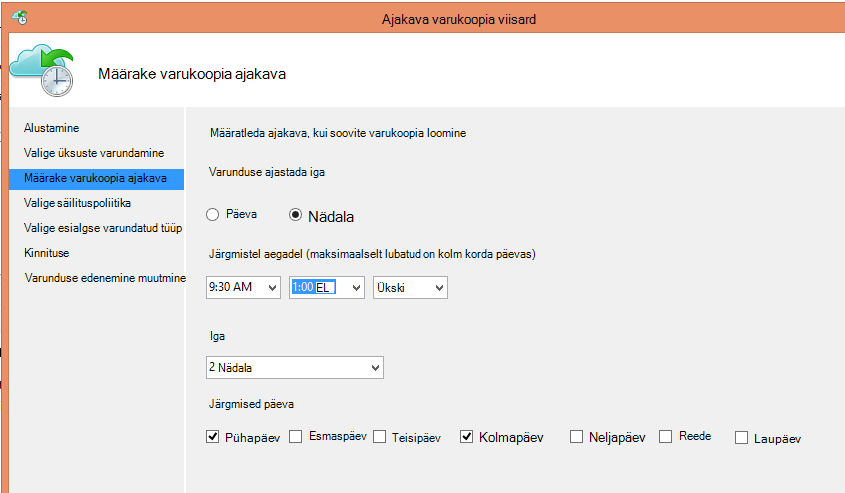 Ajakava varukoopia viisard
Määrake varukoopia ajakava
Alustamine
Valige üksuste varundamine
Määrake varukoopia ajakava
Valige säilituspoliitika
Valige esialgse varundatud tüüp
Kinnituse
Varunduse edenemine muutmine
Määratleda ajakava, kui soovite varukoopia loomine
Varunduse ajastada iga
Päeva Nädala
Järgmistel aegadel (maksimaalselt lubatud on kolm korda päevas)
9:30 AM 1:00 EL Ükski
Iga
2 Nädala
Järgmised päeva
Pühapäev Esmaspäev Teisipäev Kolmapäev Neljapäev Reede Laupäev